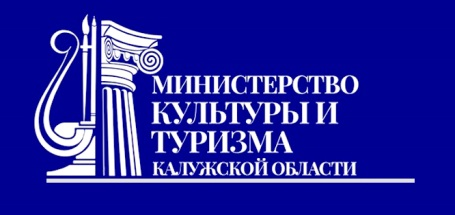 МИНИСТЕРСТВО
КУЛЬТУРЫ И
ТУРИЗМА
КАЛУЖСКОЙ ОБЛАСТИ